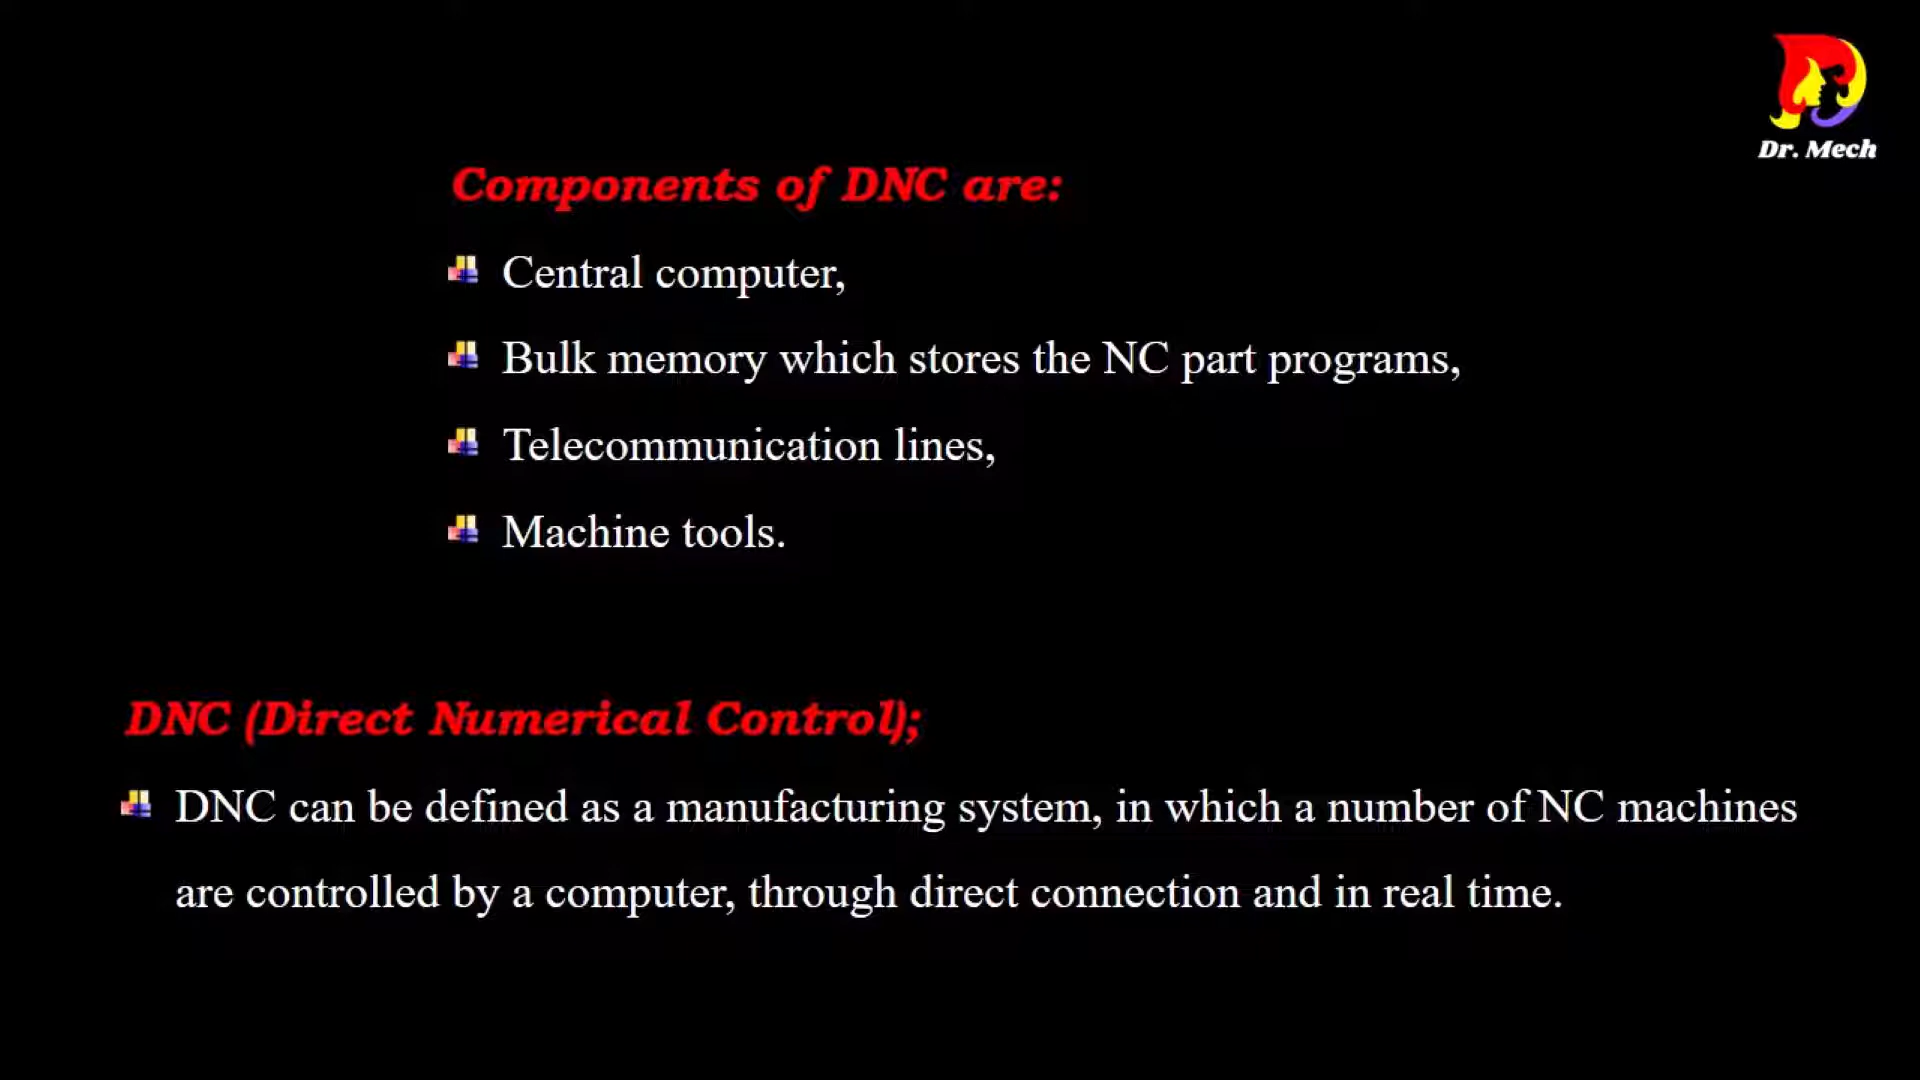 Dr. Mech
Components of DNC are:
Central computer,
Bulk memory which stores the NC part programs,
Telecommunication lines,
Machine tools.
DNC (Direct Numerical Control);
DNC can be defined as a manufacturing system, in which a number of NC machines
are controlled by a computer, through direct connection and in real time.